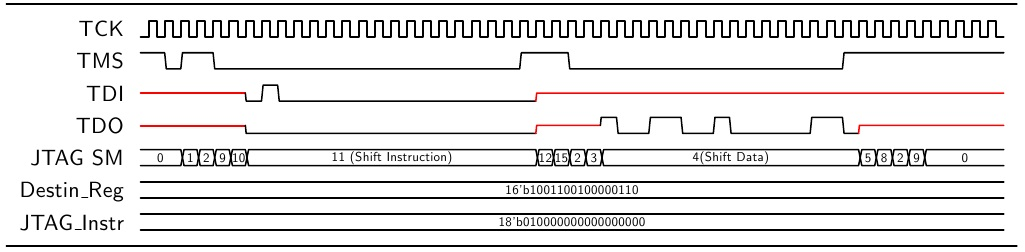 TCK
TMS
TDI
TDO
JTAG SM 0 1 2 9 10 11 (Shift Instruction) 12 15 2 3 4(Shift Data) 5 8 2 9 0
Destin_Reg 16'b1001100100000110
JTAG_Instr 18'b010000000000000000